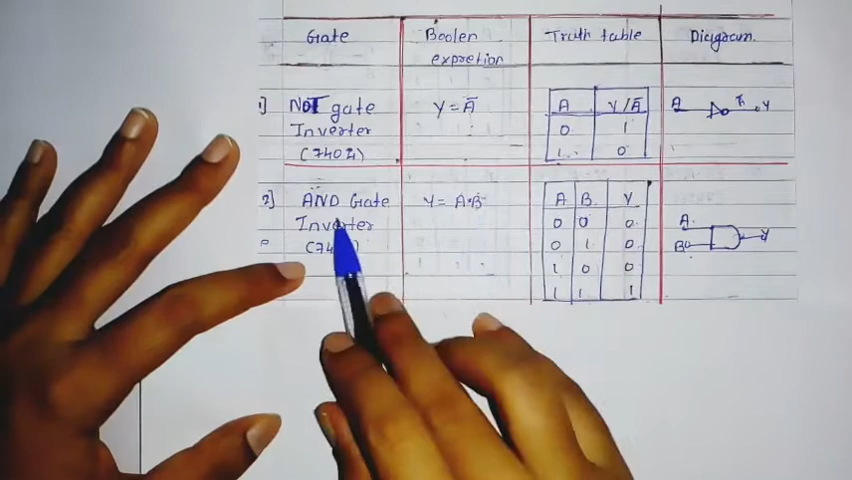 Gate Boolen expretion Truth table Diagram.
1] NOT gate Inverter (7404) Y = A̅
A Y/A̅
0 1
1 0
A Y
2] AND Gate Inverter Y = A·B
A B Y
0 0 0
0 1 0
1 0 0
1 1 1
A
B Y